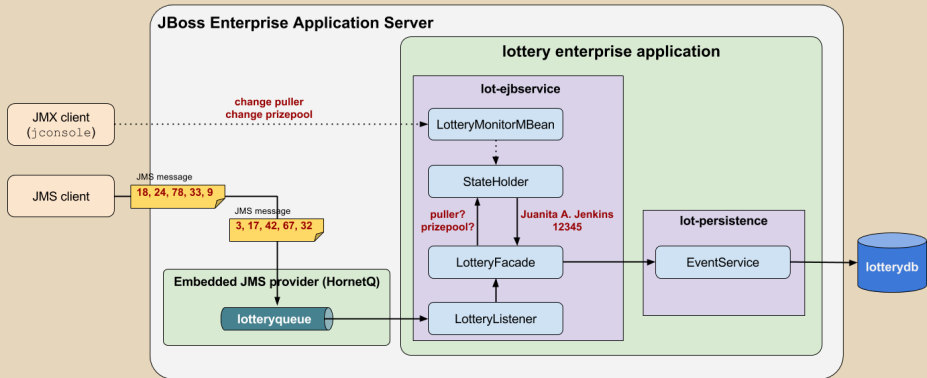 JBoss Enterprise Application Server
lottery enterprise application
lot-ejbservice
change puller
change prizepool
JMX client
(jconsole)
LotteryMonitorMBean
JMS message
18, 24, 78, 33, 9
JMS client
StateHolder
JMS message
3, 17, 42, 67, 32
puller?
prizepool?
Juanita A. Jenkins
12345
lot-persistence
LotteryFacade
EventService
lotterydb
Embedded JMS provider (HornetQ)
lotteryqueue
LotteryListener